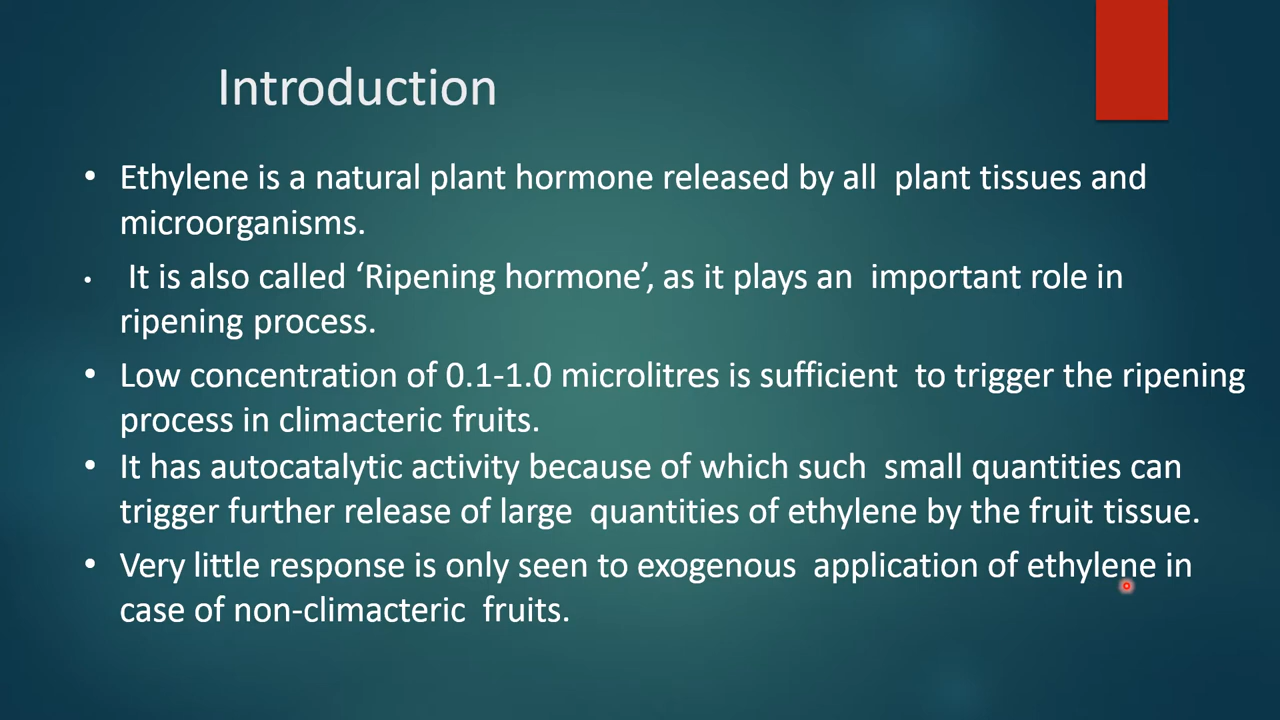 Introduction
• Ethylene is a natural plant hormone released by all plant tissues and
microorganisms.
• It is also called ‘Ripening hormone’, as it plays an important role in
ripening process.
• Low concentration of 0.1-1.0 microlitres is sufficient to trigger the ripening
process in climacteric fruits.
• It has autocatalytic activity because of which such small quantities can
trigger further release of large quantities of ethylene by the fruit tissue.
• Very little response is only seen to exogenous application of ethylene in
case of non-climacteric fruits.